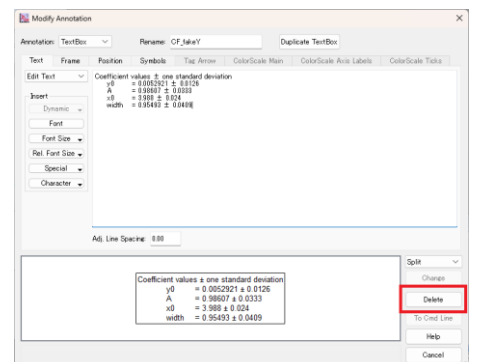 Modify Annotation
Annotation: TextBox Rename: CF_fakeY Duplicate TextBox
Text Frame Position Symbols Tag Arrow ColorScale Main ColorScale Axis Labels ColorScale Ticks
Edit Text
Insert
Dynamic
Font
Font Size
Rel. Font Size
Special
Character
Coefficient values ± one standard deviation
y0 = 0.0052921 ± 0.0126
A = 0.98607 ± 0.0333
x0 = 3.988 ± 0.024
width = 0.95493 ± 0.0409
Adj. Line Spacing: 0.00
Coefficient values ± one standard deviation
y0 = 0.0052921 ± 0.0126
A = 0.98607 ± 0.0333
x0 = 3.988 ± 0.024
width = 0.95493 ± 0.0409
Split
Change
Delete
To Cmd Line
Help
Cancel